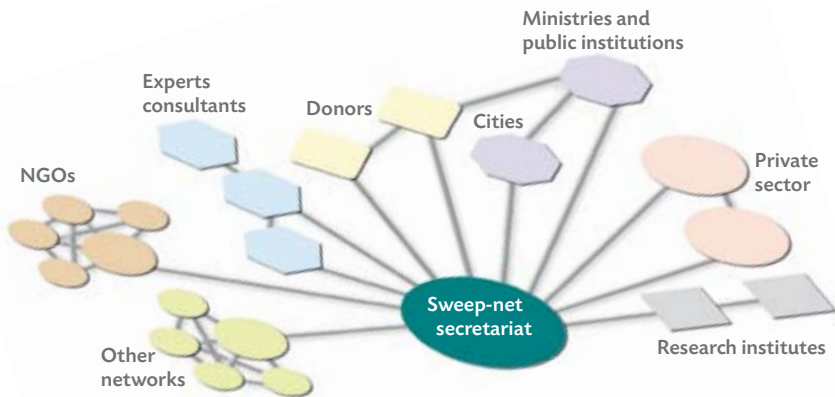 Ministries and
public institutions
Experts
consultants
Donors
Cities
Private
sector
NGOs
Sweep-net
secretariat
Research institutes
Other
networks